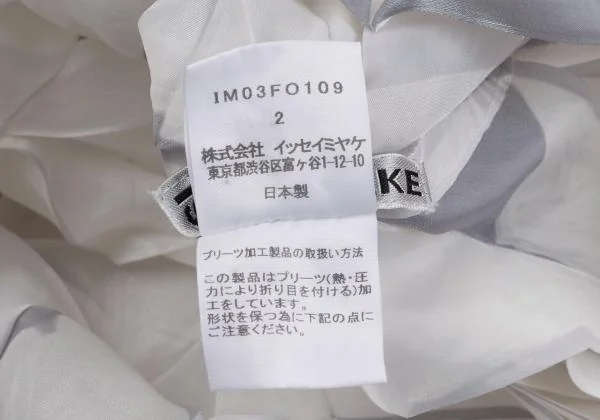 IM03FO109
2
株式会社 イッセイミヤケ
東京都渋谷区富ヶ谷1-12-10
日本製
KE
プリーツ加工製品の取扱い方法
この製品はプリーツ(熱・圧
力により折り目を付ける)加
工をしています。
形状を保つ為に下記の点に
ご注意ください。